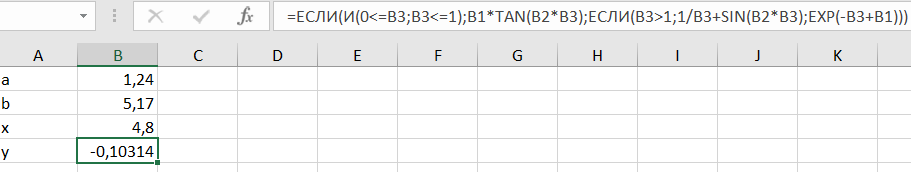 =ЕСЛИ(И(0<=B3;B3<=1);B1*TAN(B2*B3);ЕСЛИ(B3>1;1/B3+SIN(B2*B3);EXP(-B3+B1)))
A B C D E F G H I J K
a 1,24
b 5,17
x 4,8
y -0,10314